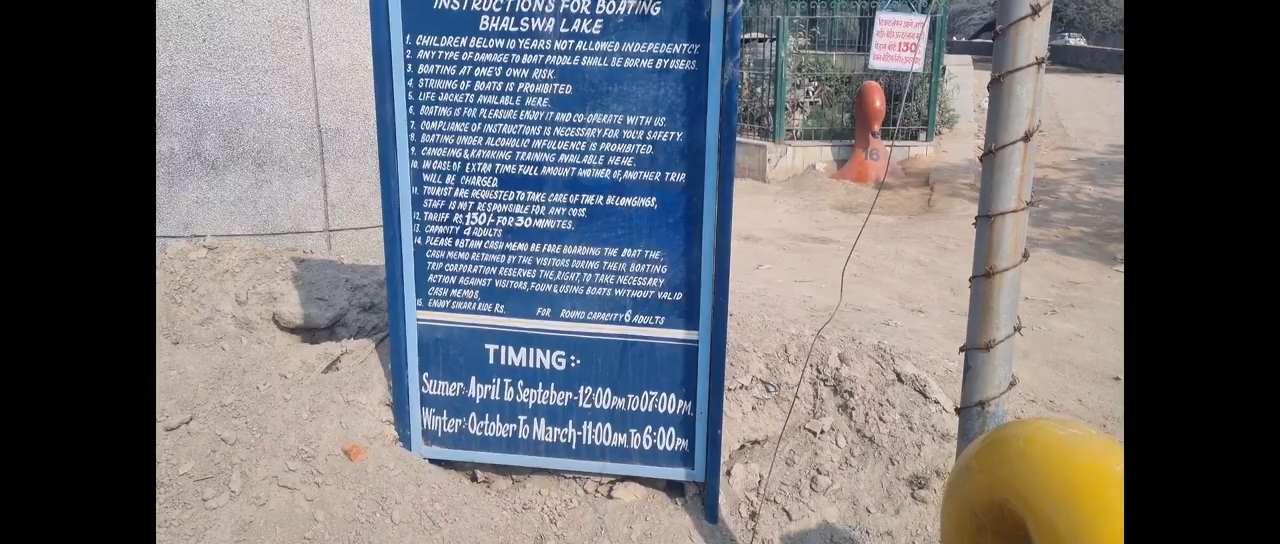 INSTRUCTIONS FOR BOATING
BHALSWA LAKE
1. CHILDREN BELOW 10 YEARS NOT ALLOWED INDEPEDENTCY.
2. ANY TYPE OF DAMAGE TO BOAT PADDLE SHALL BE BORNE BY USERS.
3. BOATING AT ONE'S OWN RISK.
4. STRIKING OF BOATS IS PROHIBITED.
5. LIFE JACKETS AVAILABLE HERE.
6. BOATING IS FOR PLEASURE ENJOY IT AND CO-OPERATE WITH US.
7. COMPLIANCE OF INSTRUCTIONS IS NECESSARY FOR YOUR SAFETY.
8. BOATING UNDER ALCOHOLIC INFULUENCE IS PROHIBITED.
9. CANOEING & KAYAKING TRAINING AVAILABLE HEHE.
10. IN CASE OF EXTRA TIME FULL AMOUNT ANOTHER OF, ANOTHER TRIP.
WILL BE CHARGED.
11. TOURIST ARE REQUESTED TO TAKE CARE OF THEIR BELONGINGS,
STAFF IS NOT RESPONSIBLE FOR ANY COSS.
12. TARIFF RS. 130/- FOR 30 MINUTES.
13. CAPACITY 4 ADULTS
14. PLEASE OBTAIN CASH MEMO BE FORE BOARDING THE BOAT THE,
CASH MEMO RETAINED BY THE VISITORS DURING THEIR BOATING
TRIP CORPORATION RESERVES THE, RIGHT, TO TAKE NECESSARY
ACTION AGAINST VISITORS, FOUN & USING BOATS WITHOUT VALID
CASH MEMOS,
15. ENJOY SIKARA RIDE RS. FOR ROUND CAPACITY 6 ADULTS
TIMING:-
Sumer:-April To Septeber-12:00PM. TO 07:00 PM.
Winter:-October To March-11:00AM. To 6:00 PM.
130
16